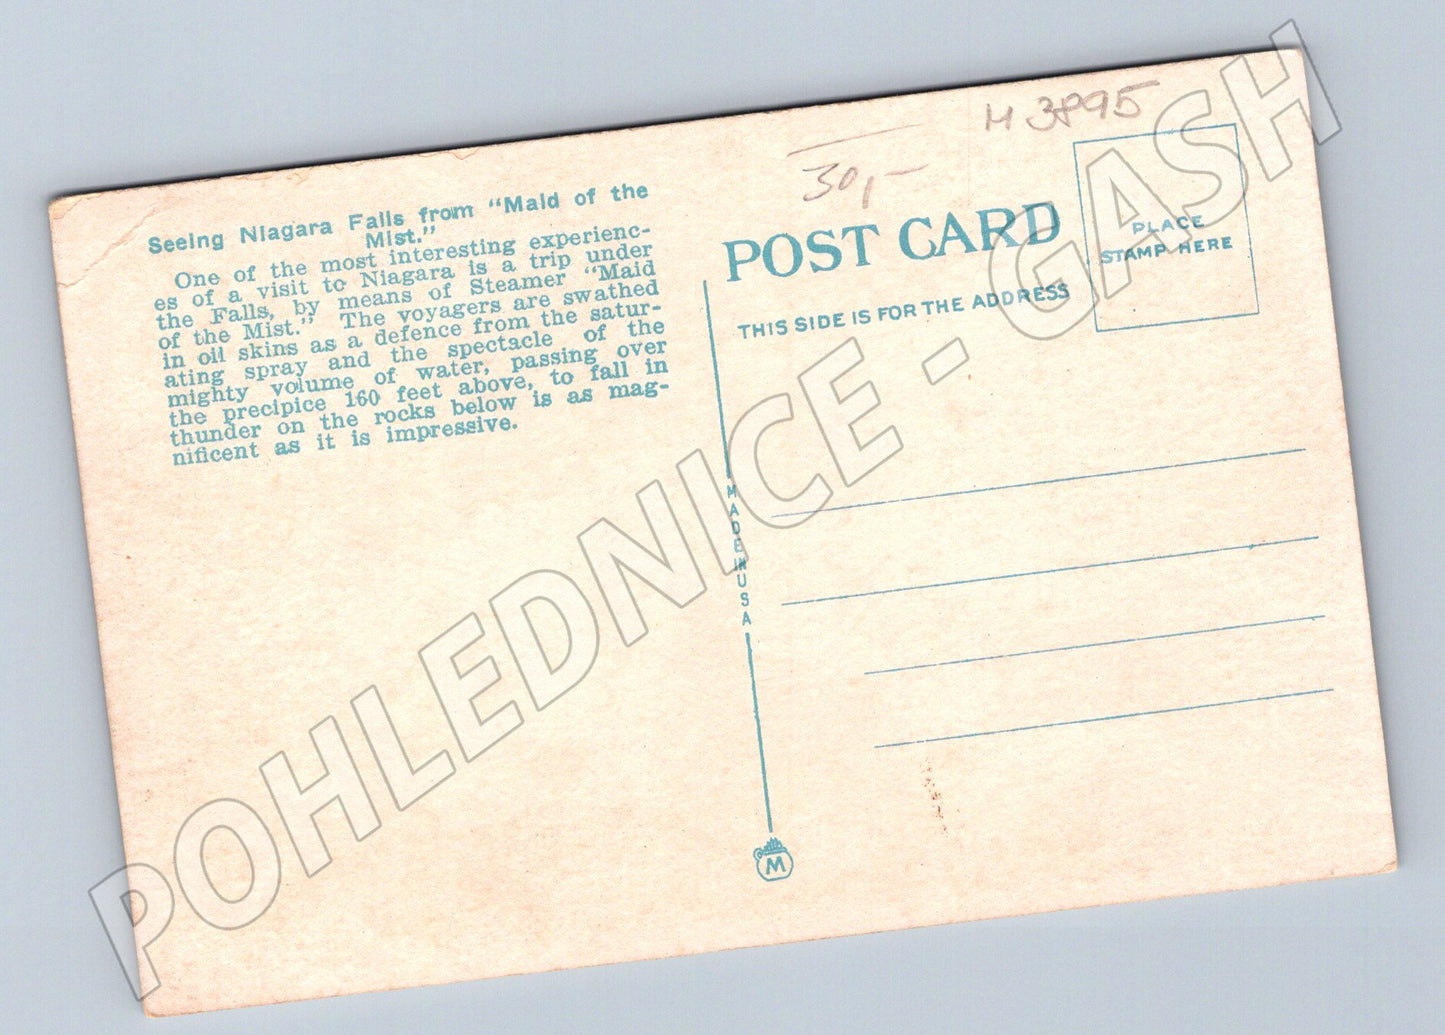 M 3895
30,-
Seeing Niagara Falls from "Maid of the
Mist."
One of the most interesting experienc-
es of a visit to Niagara is a trip under
the Falls, by means of Steamer "Maid
of the Mist." The voyagers are swathed
in oil skins as a defence from the satur-
ating spray and the spectacle of the
mighty volume of water, passing over
the precipice 160 feet above, to fall in
thunder on the rocks below is as mag-
nificent as it is impressive.
POST CARD
THIS SIDE IS FOR THE ADDRESS
PLACE
STAMP HERE
MADE IN USA
M
POHLEDNICE - GASH